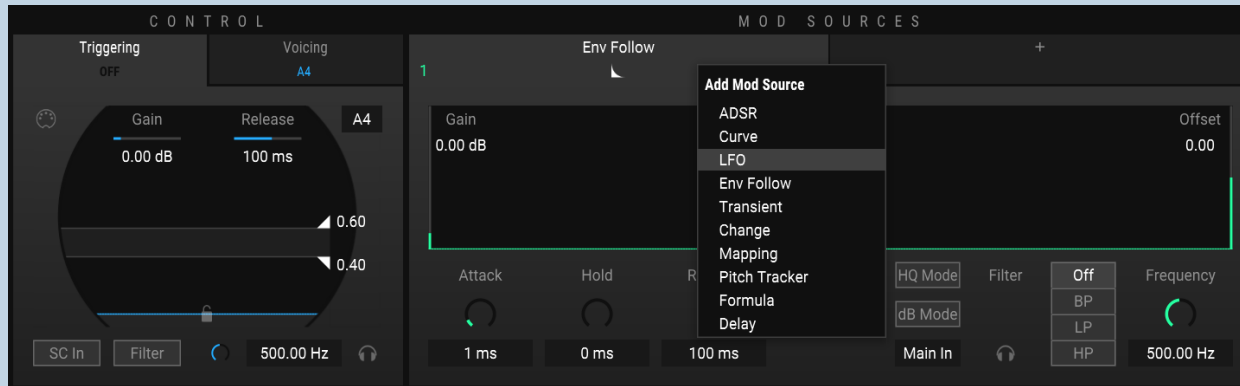 CONTROL
MOD SOURCES
Triggering
OFF
Voicing
A4
Env Follow
+
1
Add Mod Source
ADSR
Curve
LFO
Env Follow
Transient
Change
Mapping
Pitch Tracker
Formula
Delay
Gain
0.00 dB
Release
100 ms
A4
0.60
0.40
SC In
Filter
500.00 Hz
Gain
0.00 dB
Offset
0.00
Attack
1 ms
Hold
0 ms
R
100 ms
HQ Mode
dB Mode
Main In
Filter
Off
BP
LP
HP
Frequency
500.00 Hz